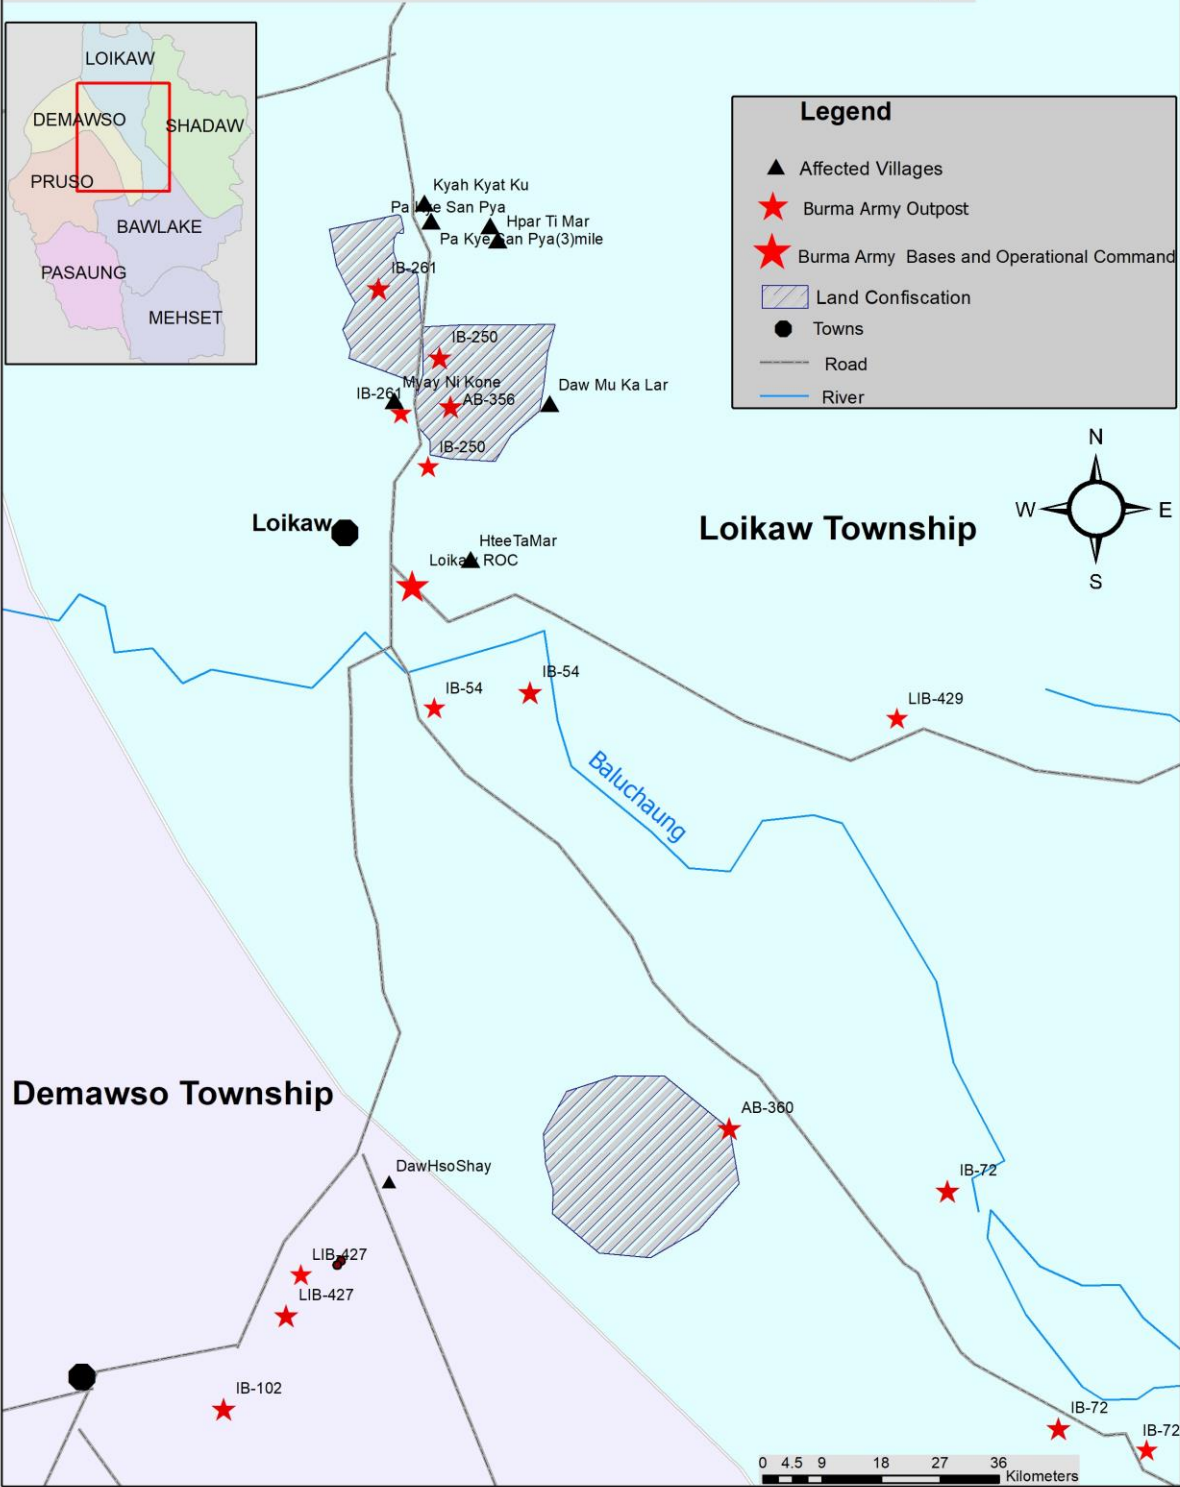 LOIKAW
DEMAWSO
SHADAW
PRUSO
BAWLAKE
PASAUNG
MEHSET
Legend
Affected Villages
Burma Army Outpost
Burma Army Bases and Operational Command
Land Confiscation
Towns
Road
River
Kyah Kyat Ku
Pa Kye San Pya
Hpar Ti Mar
Pa Kye San Pya(3)mile
IB-261
IB-250
Myay Ni Kone
Daw Mu Ka Lar
IB-261
AB-356
IB-250
N
W
E
S
Loikaw
Loikaw Township
HteeTaMar
Loikaw ROC
IB-54
IB-54
LIB-429
Baluchaung
Demawso Township
AB-360
DawHsoShay
IB-72
LIB-427
LIB-427
IB-102
IB-72
IB-72
0 4.5 9 18 27 36
Kilometers